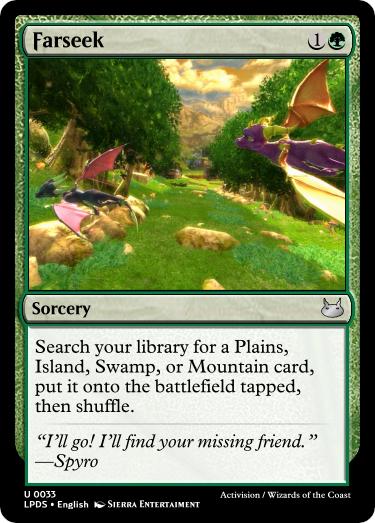 Farseek 1
Sorcery
Search your library for a Plains,
Island, Swamp, or Mountain card,
put it onto the battlefield tapped,
then shuffle.
“I’ll go! I’ll find your missing friend.”
—Spyro
U 0033
LPDS • English Sierra Entertaiment
Activision / Wizards of the Coast